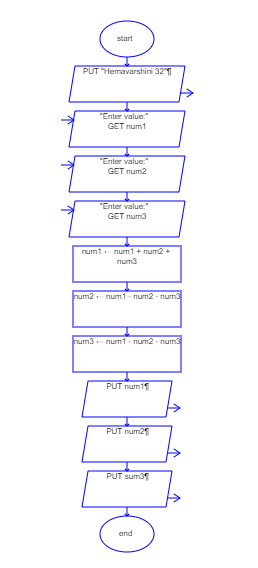 start
PUT "Hemavarshini 32"¶
"Enter value:"
GET num1
"Enter value:"
GET num2
"Enter value:"
GET num3
num1 ← num1 + num2 +
num3
num2 ← num1 - num2 - num3
num3 ← num1 - num2 - num3
PUT num1¶
PUT num2¶
PUT sum3¶
end